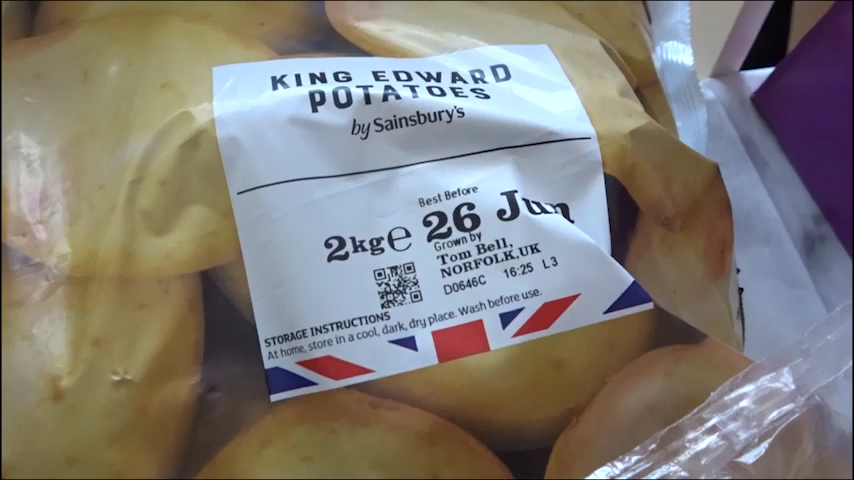 KING EDWARD
POTATOES
by Sainsbury's
Best Before
2kg℮ 26 Jun
Grown by
Tom Bell,
NORFOLK,UK
D0646C 16:25 L3
STORAGE INSTRUCTIONS
At home, store in a cool, dark, dry place. Wash before use.